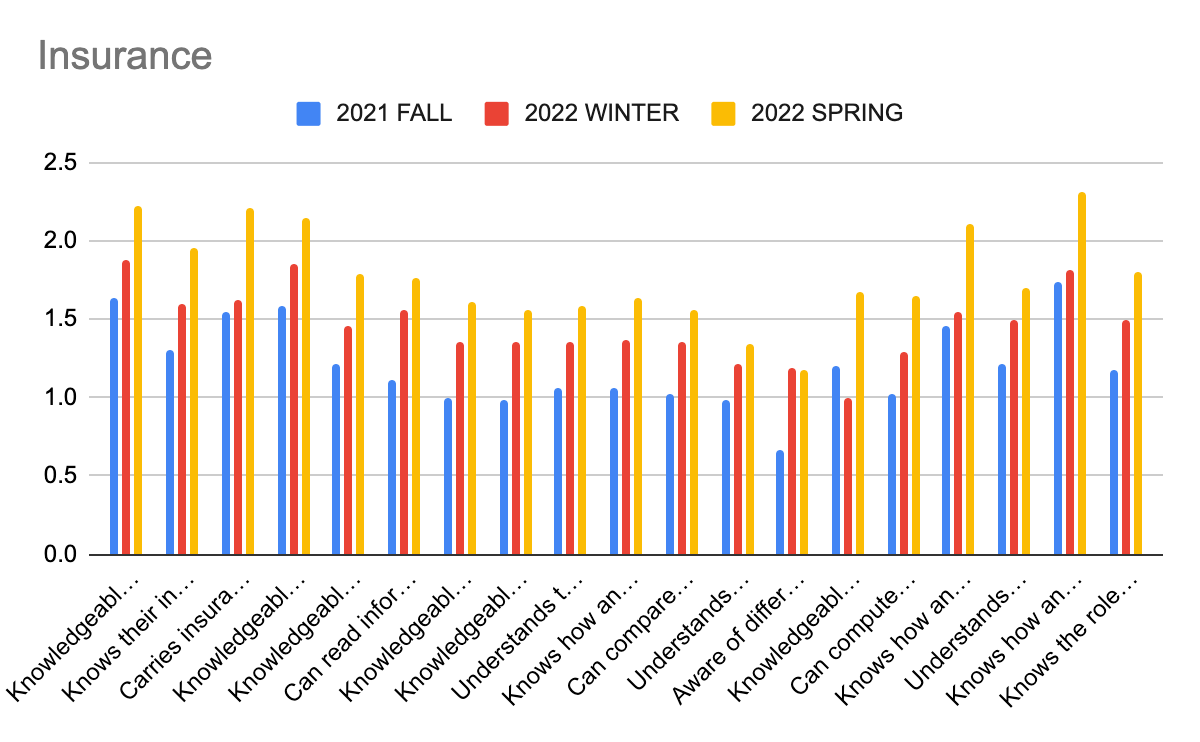 Insurance
2021 FALL 2022 WINTER 2022 SPRING
2.5
2.0
1.5
1.0
0.5
0.0
Knowledgeabl...
Knows their in...
Carries insura...
Knowledgeabl...
Knowledgeabl...
Can read infor...
Knowledgeabl...
Knowledgeabl...
Understands t...
Knows how an...
Can compare...
Understands...
Aware of differ...
Knowledgeabl...
Can compute...
Knows how an...
Understands...
Knows how an...
Knows the role...